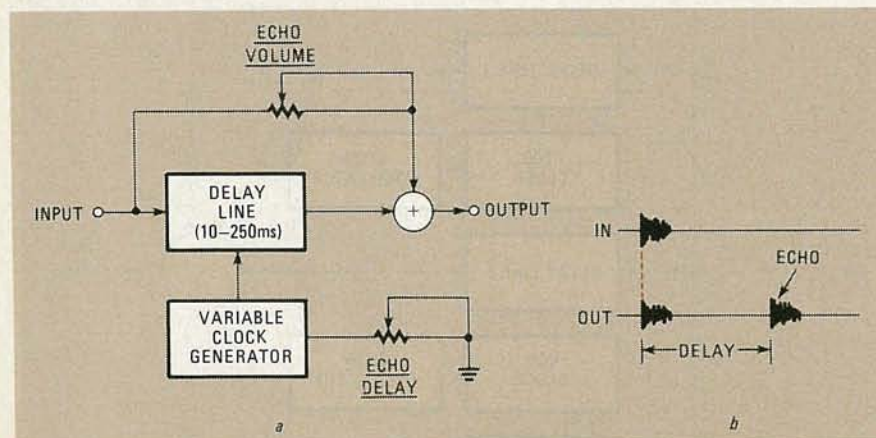 ECHO
VOLUME
INPUT
DELAY
LINE
(10–250ms)
+
OUTPUT
VARIABLE
CLOCK
GENERATOR
ECHO
DELAY
a
IN
ECHO
OUT
DELAY
b